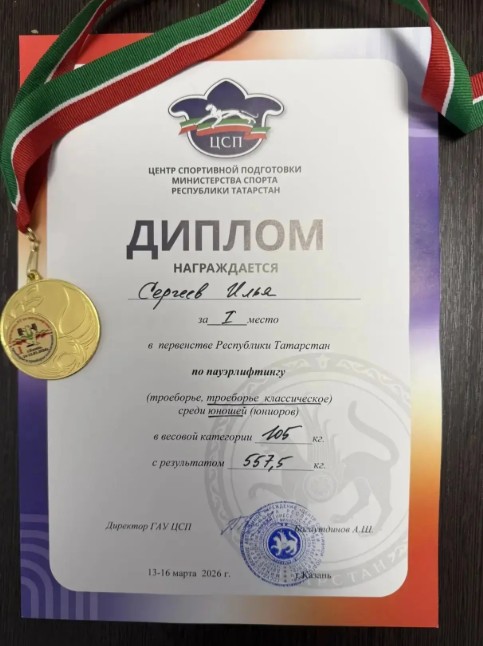 ЦСП
ЦЕНТР СПОРТИВНОЙ ПОДГОТОВКИ
МИНИСТЕРСТВА СПОРТА
РЕСПУБЛИКИ ТАТАРСТАН
ДИПЛОМ
НАГРАЖДАЕТСЯ
Сергеев Илья
за I место
в первенстве Республики Татарстан
по пауэрлифтингу
(троеборье, троеборье классическое)
среди юношей (юниоров)
в весовой категории 105 кг.
с результатом 557,5 кг.
Директор ГАУ ЦСП Багаутдинов А.Ш.
13-16 марта 2026 г. г.Казань